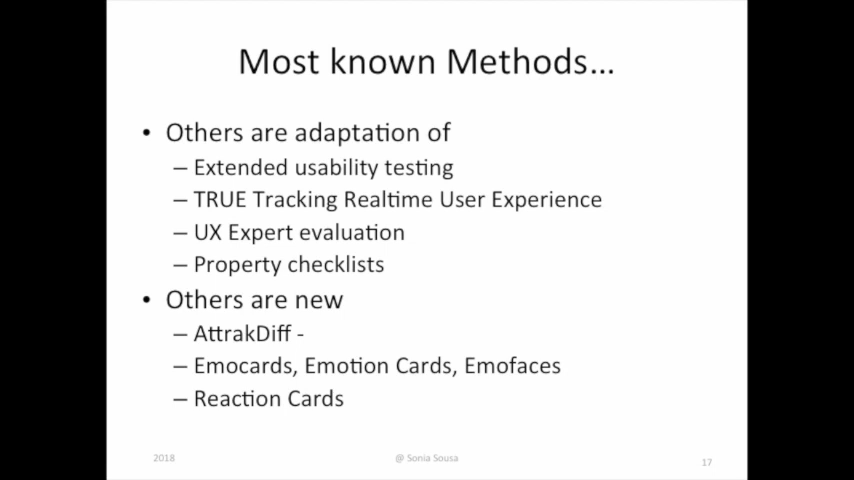 Most known Methods...
• Others are adaptation of
– Extended usability testing
– TRUE Tracking Realtime User Experience
– UX Expert evaluation
– Property checklists
• Others are new
– AttrakDiff -
– Emocards, Emotion Cards, Emofaces
– Reaction Cards
2018 @ Sonia Sousa 17